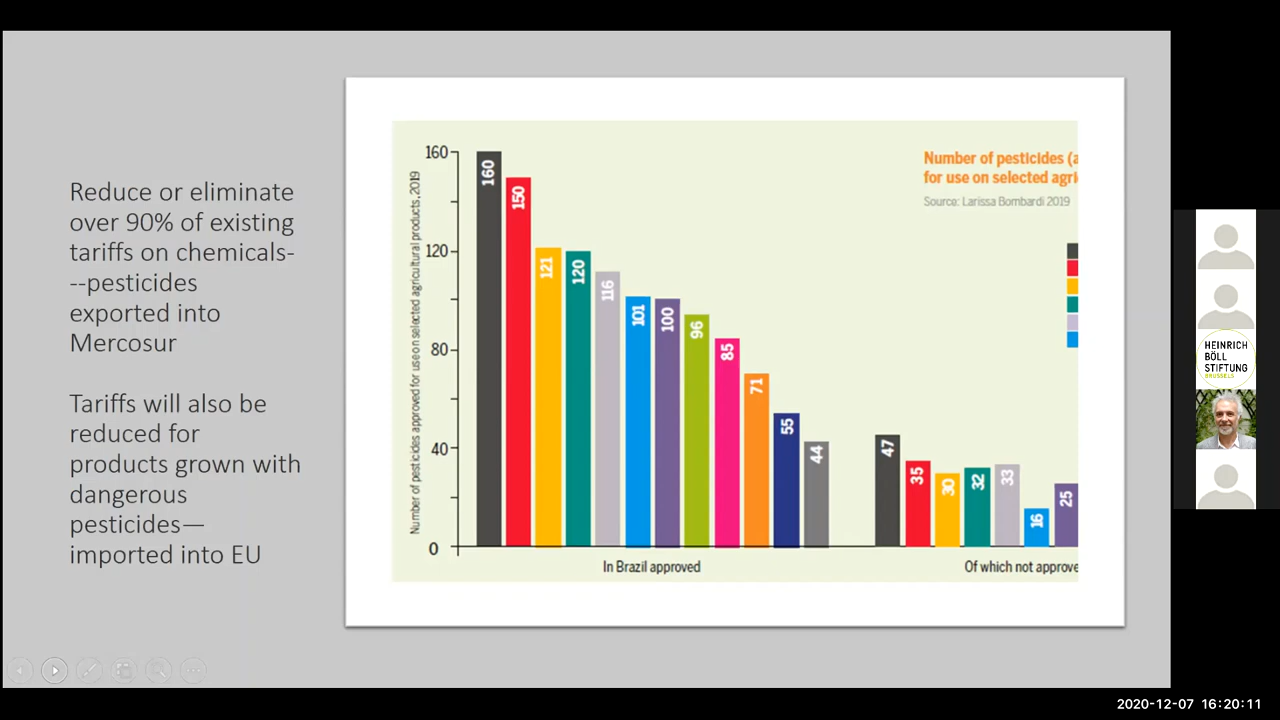 Reduce or eliminate
over 90% of existing
tariffs on chemicals-
--pesticides
exported into
Mercosur
Tariffs will also be
reduced for
products grown with
dangerous
pesticides—
imported into EU
Number of pesticides approved for use on selected agricultural products, 2019
160
120
80
40
0
160
150
121
120
116
101
100
96
85
71
55
44
In Brazil approved
Number of pesticides (a
for use on selected agri
Source: Larissa Bombardi 2019
47
35
30
32
33
16
25
Of which not approve
HEINRICH
BÖLL
STIFTUNG
BRUSSELS
2020-12-07 16:20:11